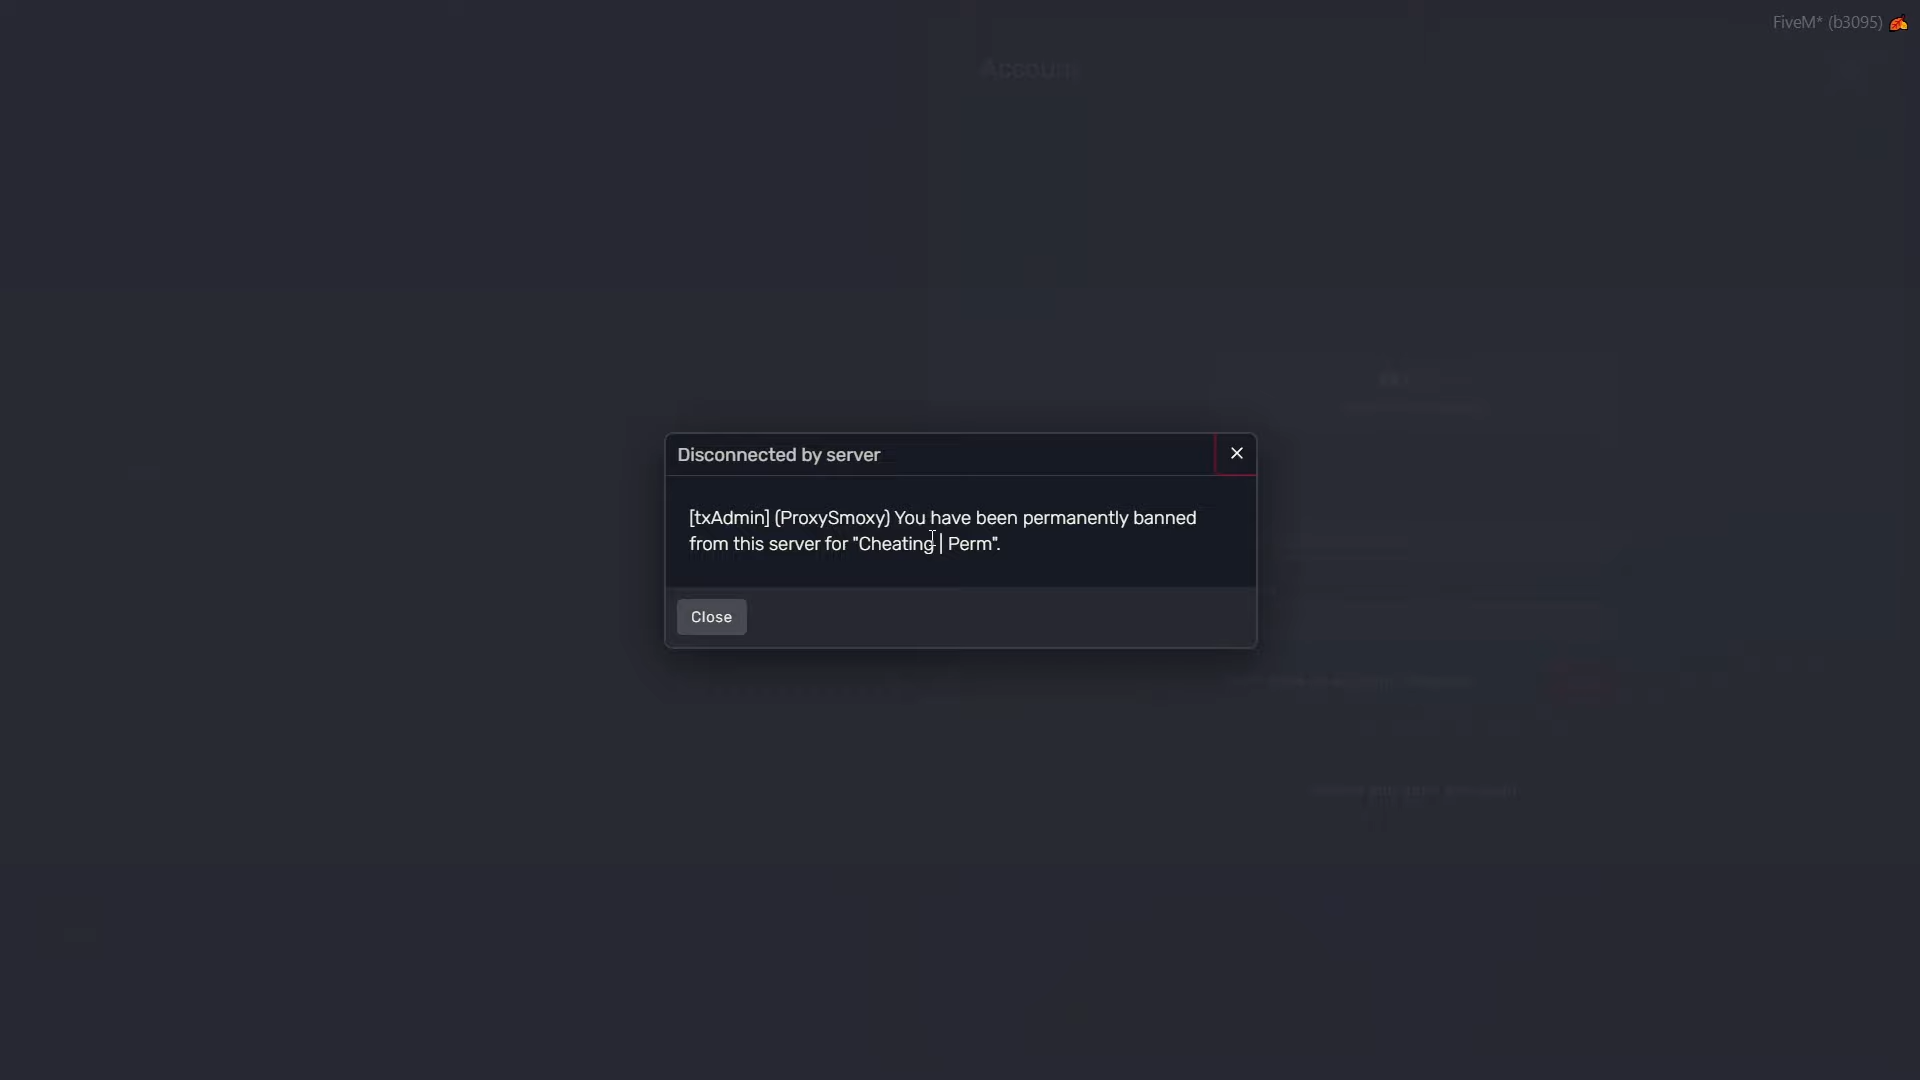 FiveM* (b3095)
Account
Disconnected by server
[txAdmin] (ProxySmoxy) You have been permanently banned
from this server for "Cheating | Perm".
Close